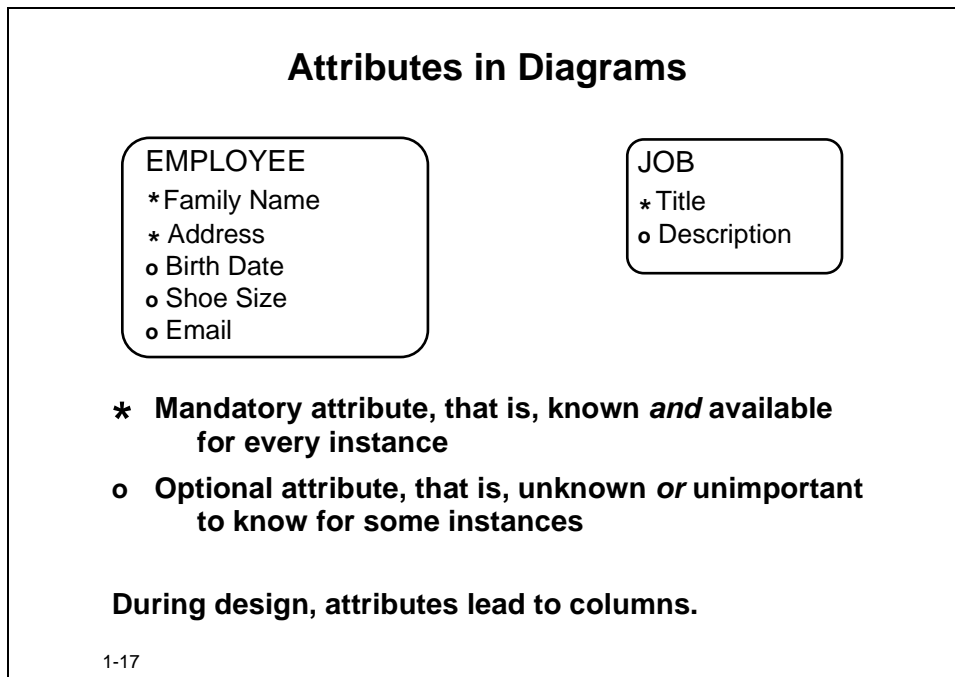 Attributes in Diagrams
EMPLOYEE
*Family Name
* Address
o Birth Date
o Shoe Size
o Email
JOB
* Title
o Description
* Mandatory attribute, that is, known and available
for every instance
o Optional attribute, that is, unknown or unimportant
to know for some instances
During design, attributes lead to columns.
1-17